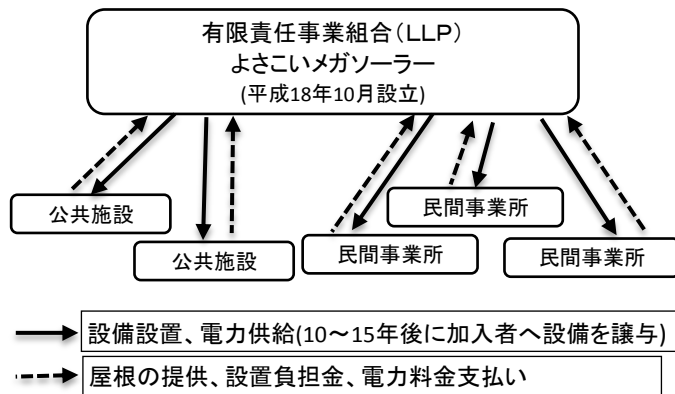 有限責任事業組合(LLP)
よさこいメガソーラー
(平成18年10月設立)
公共施設
公共施設
民間事業所
民間事業所
民間事業所
設備設置、電力供給(10～15年後に加入者へ設備を譲与)
屋根の提供、設置負担金、電力料金支払い